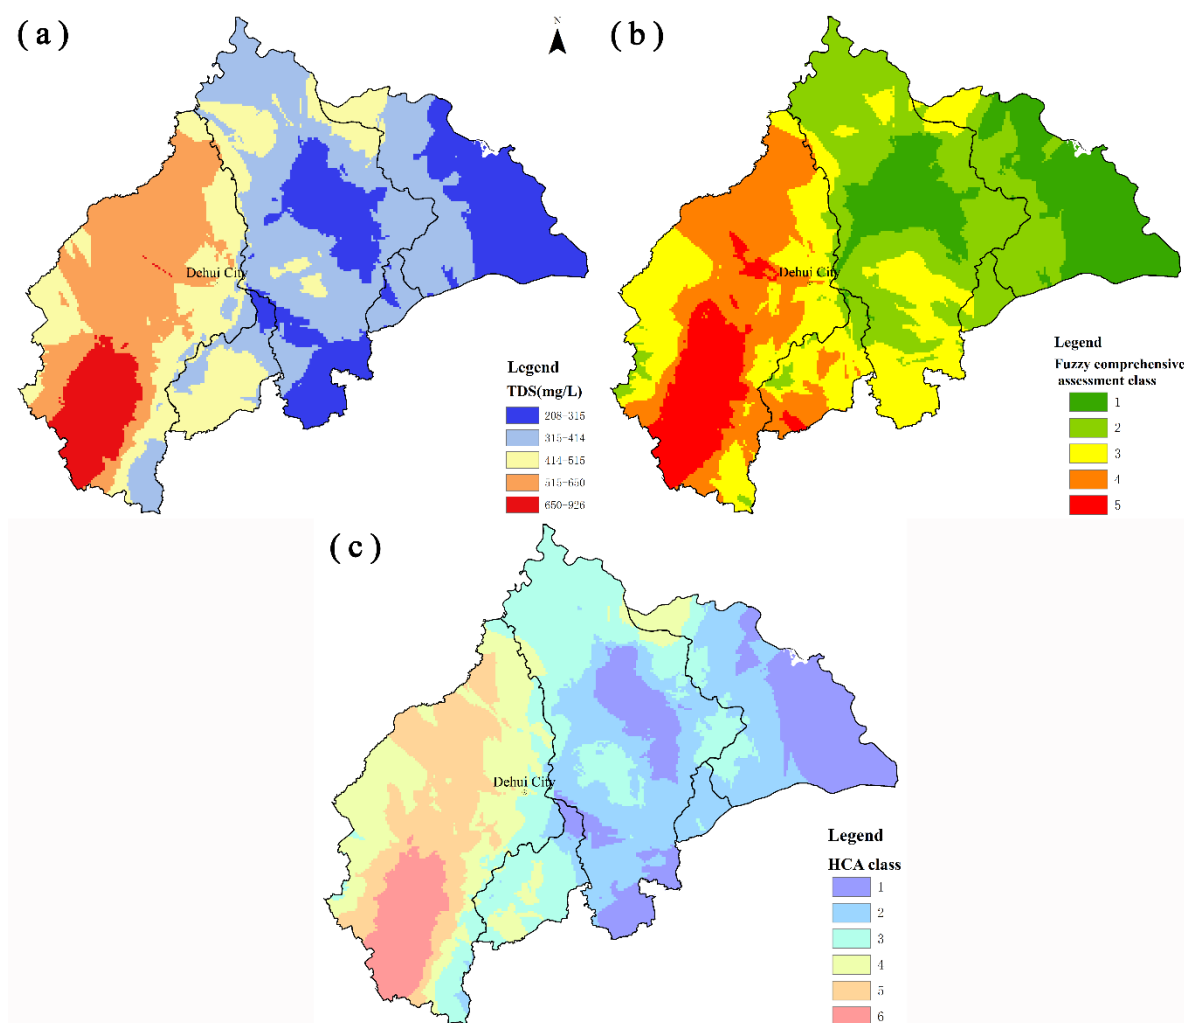 ( a )
N
( b )
Dehui City
Legend
TDS(mg/L)
208-315
315-414
414-515
515-650
650-926
Dehui City
Legend
Fuzzy comprehensive
assessment class
1
2
3
4
5
( c )
Dehui City
Legend
HCA class
1
2
3
4
5
6